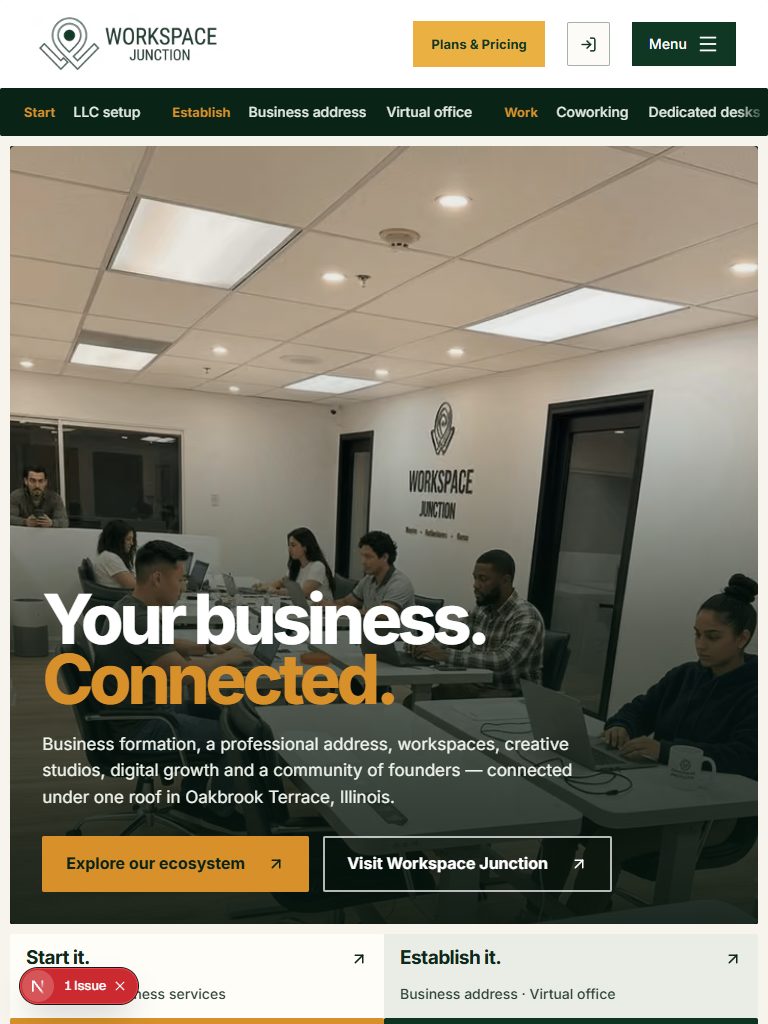 WORKSPACE
JUNCTION
Plans & Pricing
Menu
Start LLC setup Establish Business address Virtual office Work Coworking Dedicated desks
WORKSPACE
JUNCTION
Your business.
Connected.
Business formation, a professional address, workspaces, creative
studios, digital growth and a community of founders — connected
under one roof in Oakbrook Terrace, Illinois.
Explore our ecosystem
Visit Workspace Junction
Start it.
services
Establish it.
Business address · Virtual office
N 1 Issue